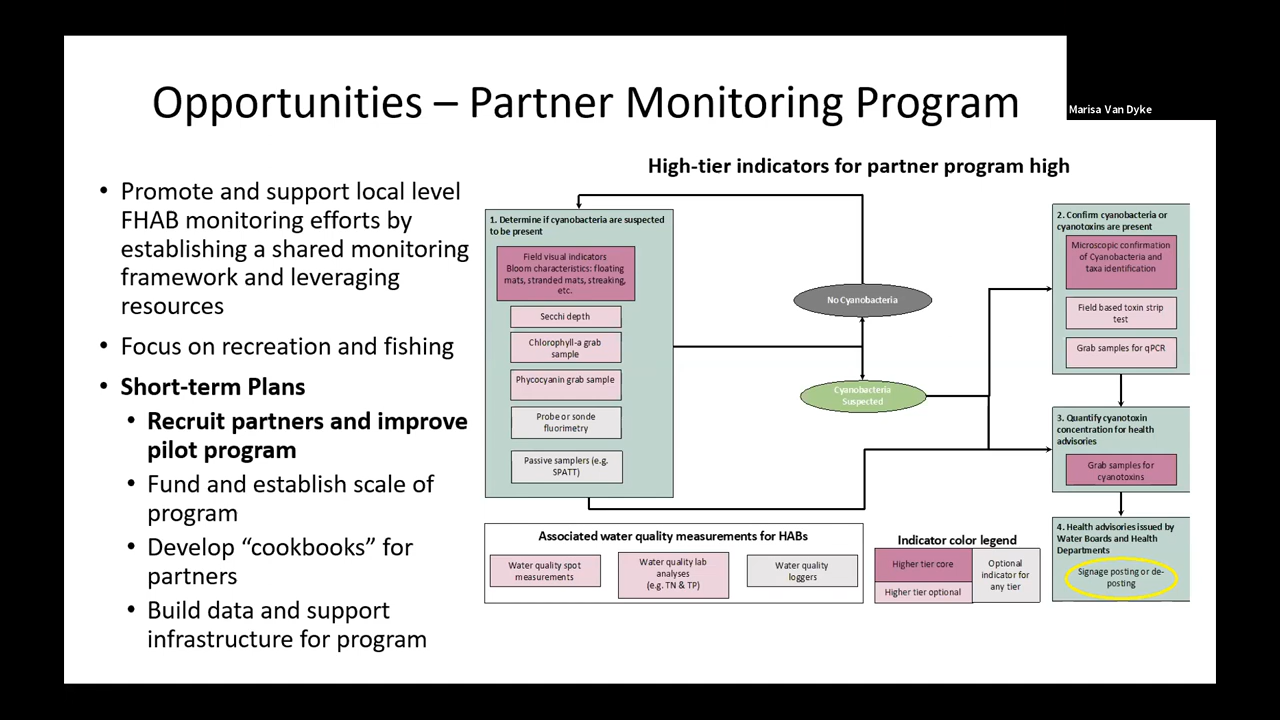 Opportunities – Partner Monitoring Program
Marisa Van Dyke
• Promote and support local level
FHAB monitoring efforts by
establishing a shared monitoring
framework and leveraging
resources
• Focus on recreation and fishing
• Short-term Plans
• Recruit partners and improve
pilot program
• Fund and establish scale of
program
• Develop “cookbooks” for
partners
• Build data and support
infrastructure for program
High-tier indicators for partner program high
1. Determine if cyanobacteria are suspected
to be present
Field visual indicators
Bloom characteristics: floating
mats, stranded mats, streaking,
etc.
Secchi depth
Chlorophyll-a grab
sample
Phycocyanin grab sample
Probe or sonde
fluorimetry
Passive samplers (e.g.
SPATT)
No Cyanobacteria
Cyanobacteria
Suspected
2. Confirm cyanobacteria or
cyanotoxins are present
Microscopic confirmation
of Cyanobacteria and
taxa identification
Field based toxin strip
test
Grab samples for qPCR
3. Quantify cyanotoxin
concentration for health
advisories
Grab samples for
cyanotoxins
4. Health advisories issued by
Water Boards and Health
Departments
Signage posting or de-
posting
Associated water quality measurements for HABs
Water quality spot
measurements
Water quality lab
analyses
(e.g. TN & TP)
Water quality
loggers
Indicator color legend
Higher tier core
Higher tier optional
Optional
indicator for
any tier